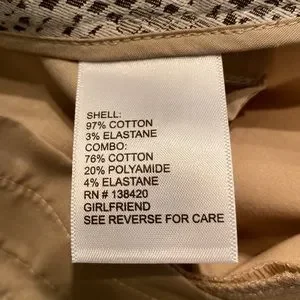 SHELL:
97% COTTON
3% ELASTANE
COMBO:
76% COTTON
20% POLYAMIDE
4% ELASTANE
RN # 138420
GIRLFRIEND
SEE REVERSE FOR CARE